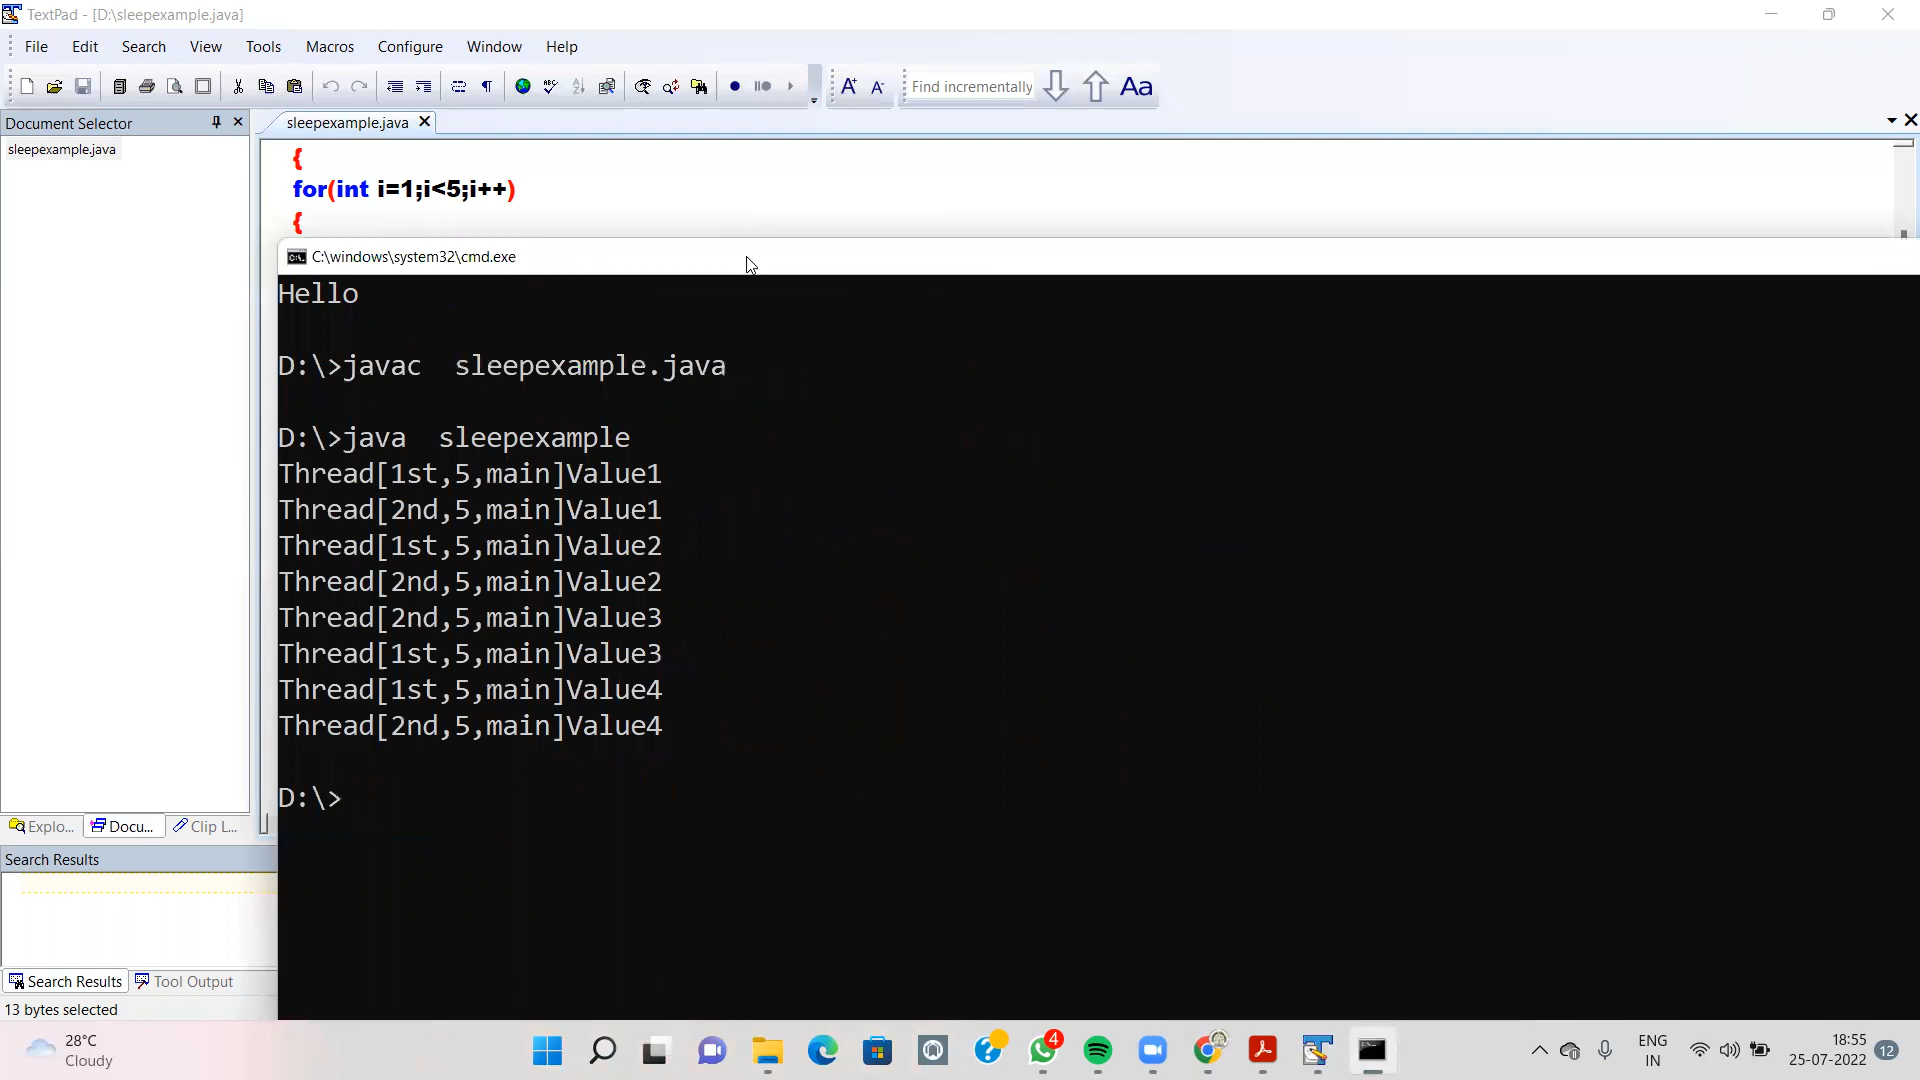 TextPad - [D:\sleepexample.java]
File Edit Search View Tools Macros Configure Window Help
Find incrementally
Aa
Document Selector
sleepexample.java
sleepexample.java
{
for(int i=1;i<5;i++)
{
C:\windows\system32\cmd.exe
Hello
D:\>javac  sleepexample.java
D:\>java  sleepexample
Thread[1st,5,main]Value1
Thread[2nd,5,main]Value1
Thread[1st,5,main]Value2
Thread[2nd,5,main]Value2
Thread[2nd,5,main]Value3
Thread[1st,5,main]Value3
Thread[1st,5,main]Value4
Thread[2nd,5,main]Value4
D:\>
Explo... Docu... Clip L...
Search Results
Search Results Tool Output
13 bytes selected
28°C
Cloudy
4
ENG
IN
18:55
25-07-2022
12